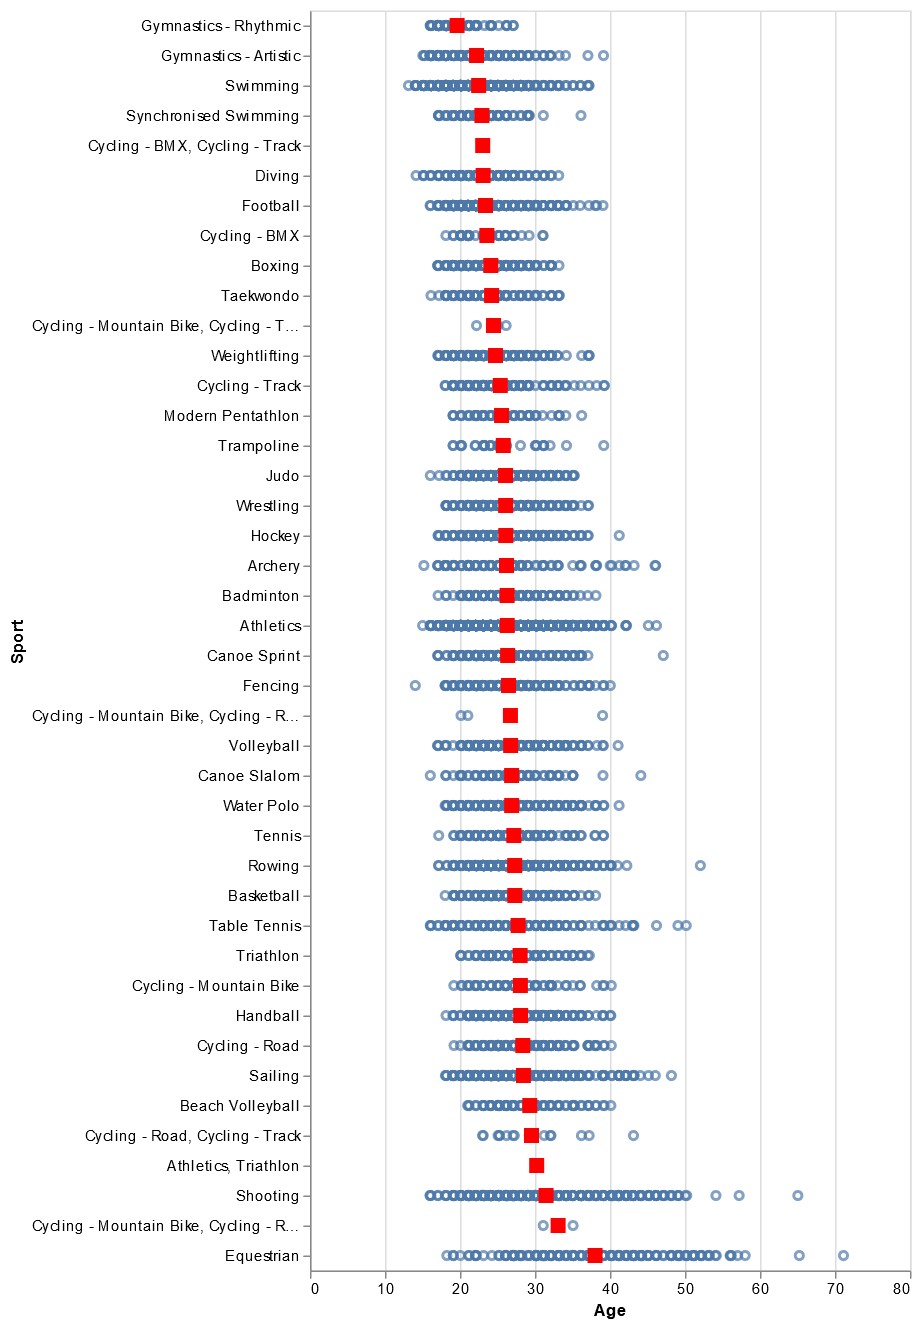 Gymnastics - Rhythmic
Gymnastics - Artistic
Swimming
Synchronised Swimming
Cycling - BMX, Cycling - Track
Diving
Football
Cycling - BMX
Boxing
Taekwondo
Cycling - Mountain Bike, Cycling - T…
Weightlifting
Cycling - Track
Modern Pentathlon
Trampoline
Judo
Wrestling
Hockey
Archery
Badminton
Athletics
Canoe Sprint
Fencing
Cycling - Mountain Bike, Cycling - R…
Volleyball
Canoe Slalom
Water Polo
Tennis
Rowing
Basketball
Table Tennis
Triathlon
Cycling - Mountain Bike
Handball
Cycling - Road
Sailing
Beach Volleyball
Cycling - Road, Cycling - Track
Athletics, Triathlon
Shooting
Cycling - Mountain Bike, Cycling - R…
Equestrian
Sport
0 10 20 30 40 50 60 70 80
Age